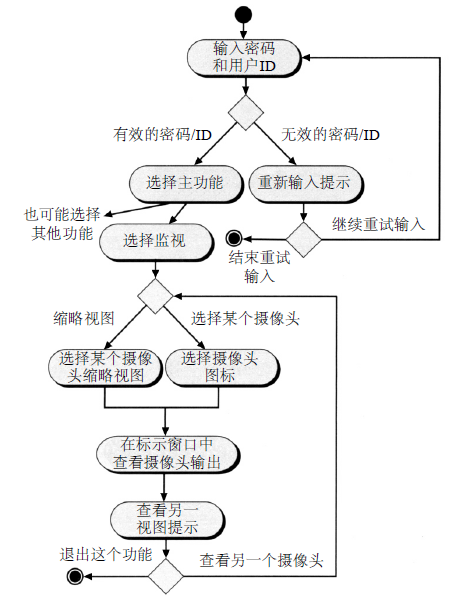 输入密码
和用户ID
有效的密码/ID
无效的密码/ID
选择主功能
重新输入提示
也可能选择
其他功能
选择监视
继续重试输入
结束重试
输入
缩略视图
选择某个摄像头
选择某个摄像
头缩略视图
选择摄像头
图标
在标示窗口中
查看摄像头输出
查看另一
视图提示
退出这个功能
查看另一个摄像头